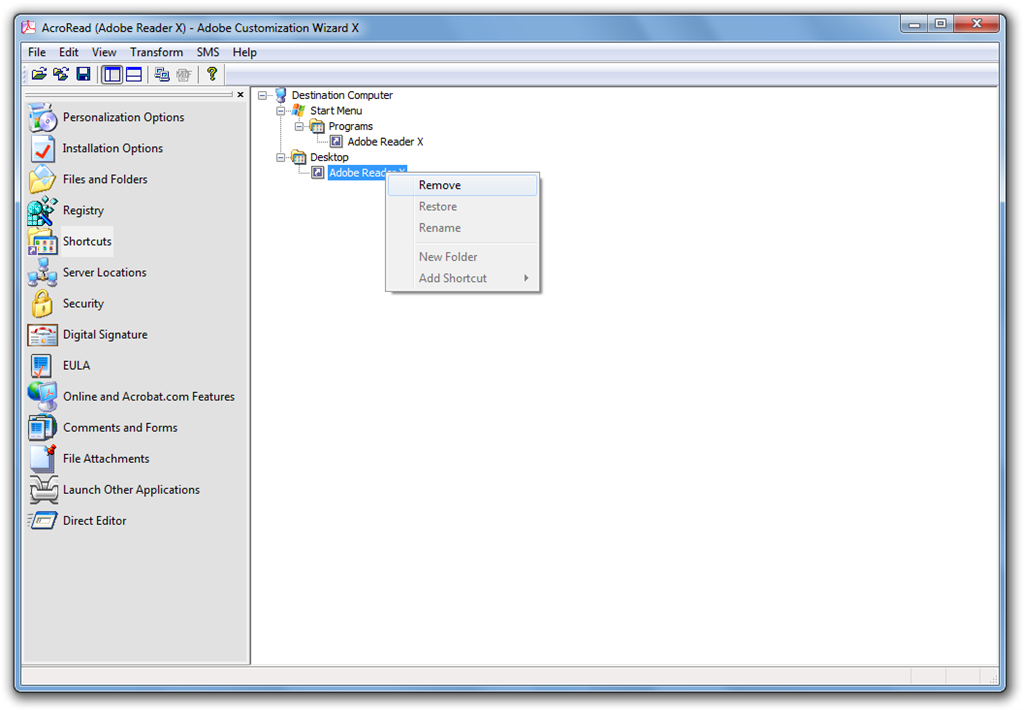 AcroRead (Adobe Reader X) - Adobe Customization Wizard X
File Edit View Transform SMS Help
Personalization Options
Installation Options
Files and Folders
Registry
Shortcuts
Server Locations
Security
Digital Signature
EULA
Online and Acrobat.com Features
Comments and Forms
File Attachments
Launch Other Applications
Direct Editor
Destination Computer
Start Menu
Programs
Adobe Reader X
Desktop
Adobe Reader X
Remove
Restore
Rename
New Folder
Add Shortcut